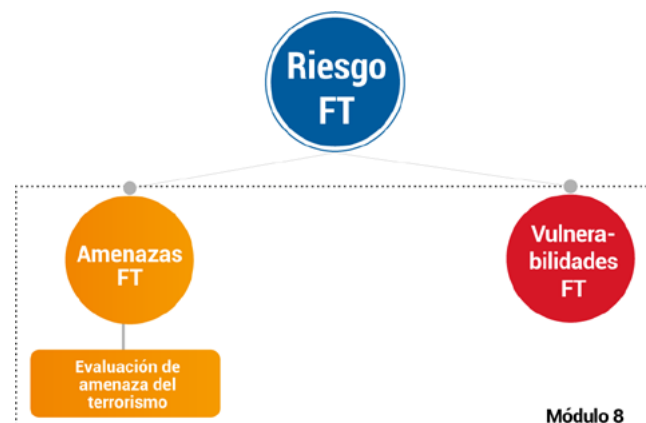 Riesgo
FT
Amenazas
FT
Vulnera-
bilidades
FT
Evaluación de
amenaza del
terrorismo
Módulo 8